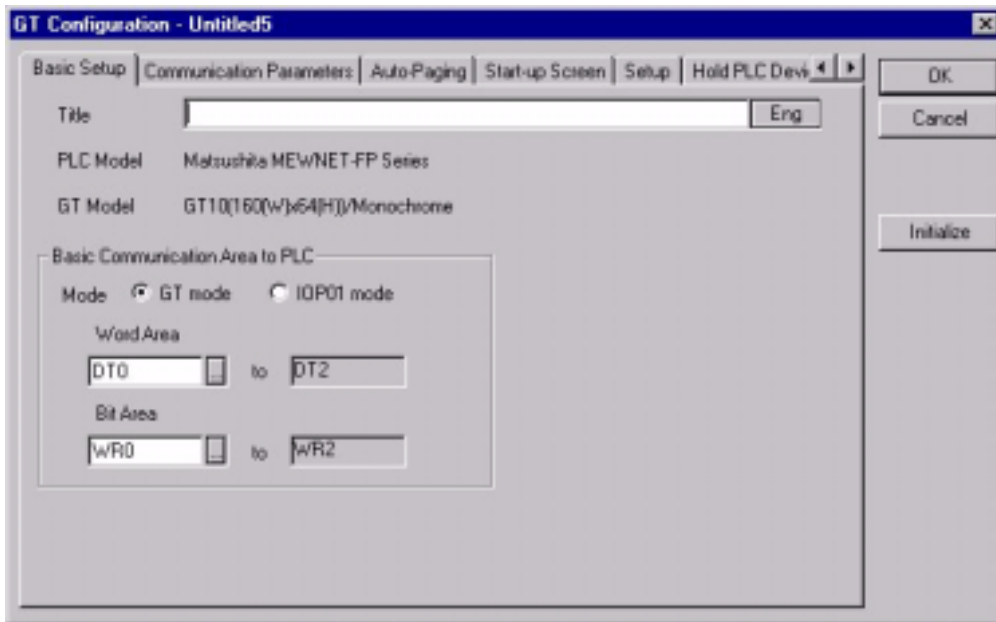 GT Configuration - Untitled5
Basic Setup Communication Parameters Auto-Paging Start-up Screen Setup Hold PLC Devi
OK
Title Eng
Cancel
PLC Model Matsushita MEWNET-FP Series
GT Model GT10(160(W)x64(H))/Monochrome
Initialize
Basic Communication Area to PLC
Mode GT mode IOP01 mode
Word Area
DT0 ... to DT2
Bit Area
WR0 ... to WR2